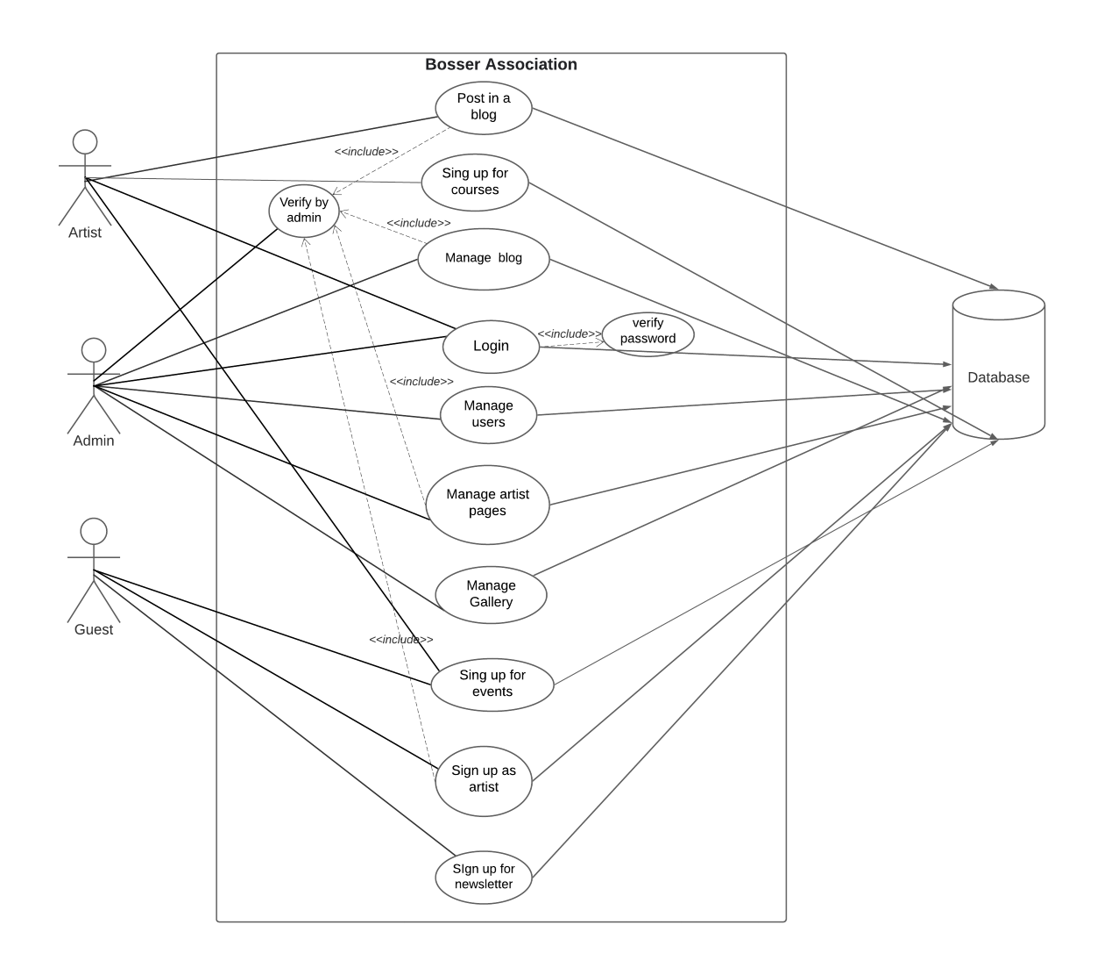 Bosser Association
Post in a
blog
<<include>>
Sing up for
courses
Verify by
admin
<<include>>
Artist
Manage  blog
verify
password
<<include>>
Login
Database
<<include>>
Manage
users
Admin
Manage artist
pages
Manage
Gallery
Guest
<<include>>
Sing up for
events
Sign up as
artist
SIgn up for
newsletter